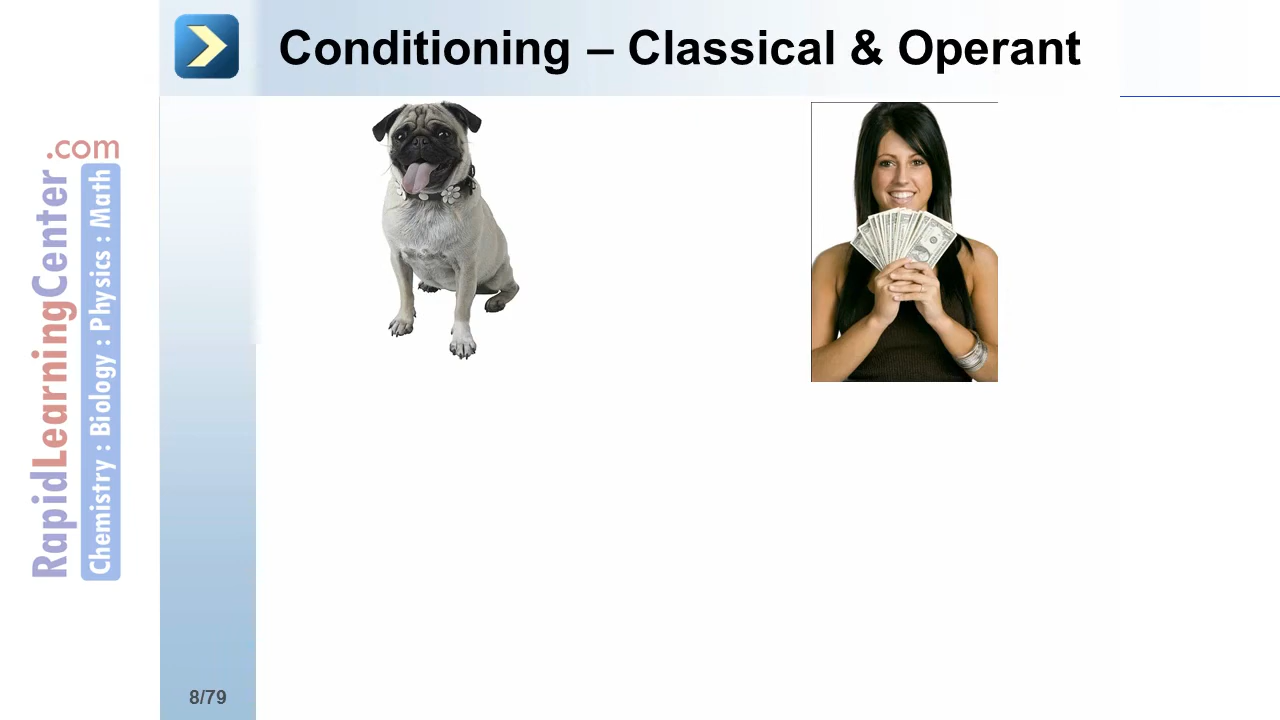 Conditioning – Classical & Operant
RapidLearningCenter.com
Chemistry : Biology : Physics : Math
8/79